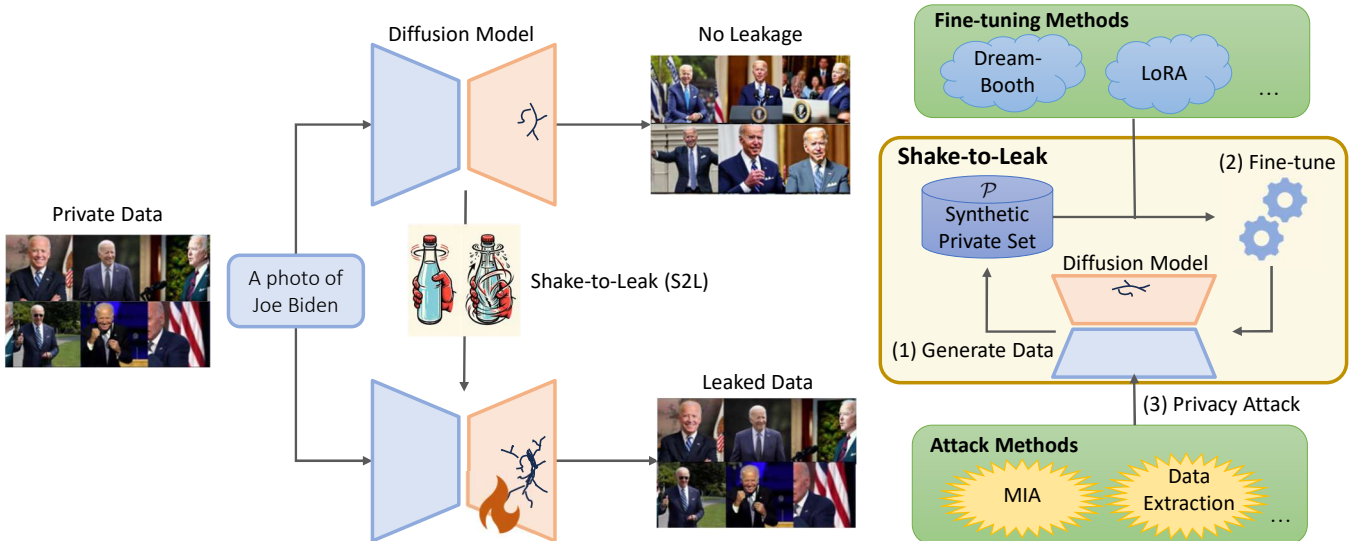 Diffusion Model
No Leakage
Private Data
A photo of
Joe Biden
Shake-to-Leak (S2L)
Leaked Data
Fine-tuning Methods
Dream-
Booth
LoRA
...
Shake-to-Leak
(2) Fine-tune
𝒫
Synthetic
Private Set
Diffusion Model
(1) Generate Data
(3) Privacy Attack
Attack Methods
MIA
Data
Extraction
...